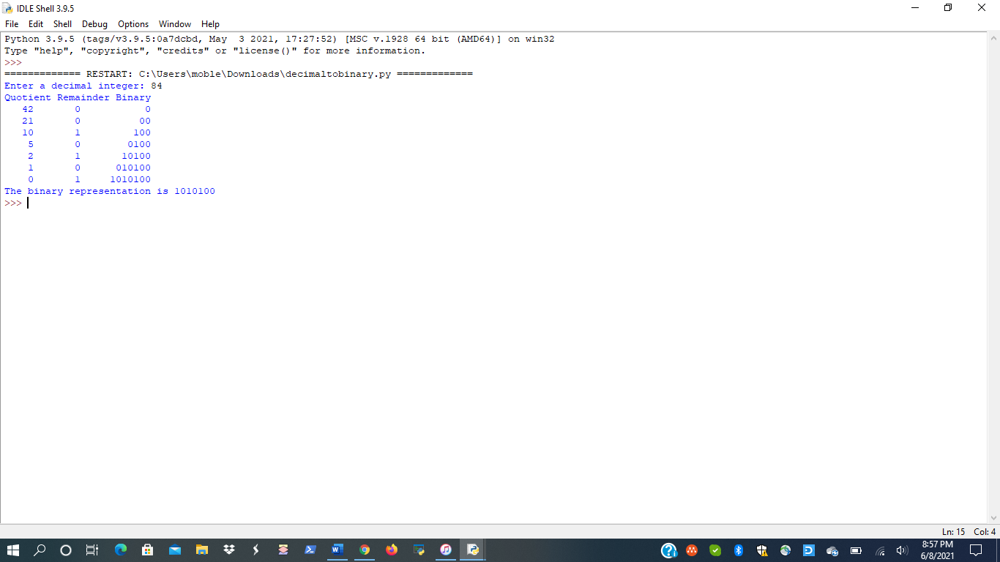 IDLE Shell 3.9.5
File Edit Shell Debug Options Window Help
Python 3.9.5 (tags/v3.9.5:0a7dcbd, May  3 2021, 17:27:52) [MSC v.1928 64 bit (AMD64)] on win32
Type "help", "copyright", "credits" or "license()" for more information.
>>>
============= RESTART: C:\Users\moble\Downloads\decimaltobinary.py =============
Enter a decimal integer: 84
Quotient Remainder Binary
   42       0           0
   21       0          00
   10       1         100
    5       0        0100
    2       1       10100
    1       0      010100
    0       1     1010100
The binary representation is 1010100
>>>
Ln: 15 Col: 4
8:57 PM
6/8/2021